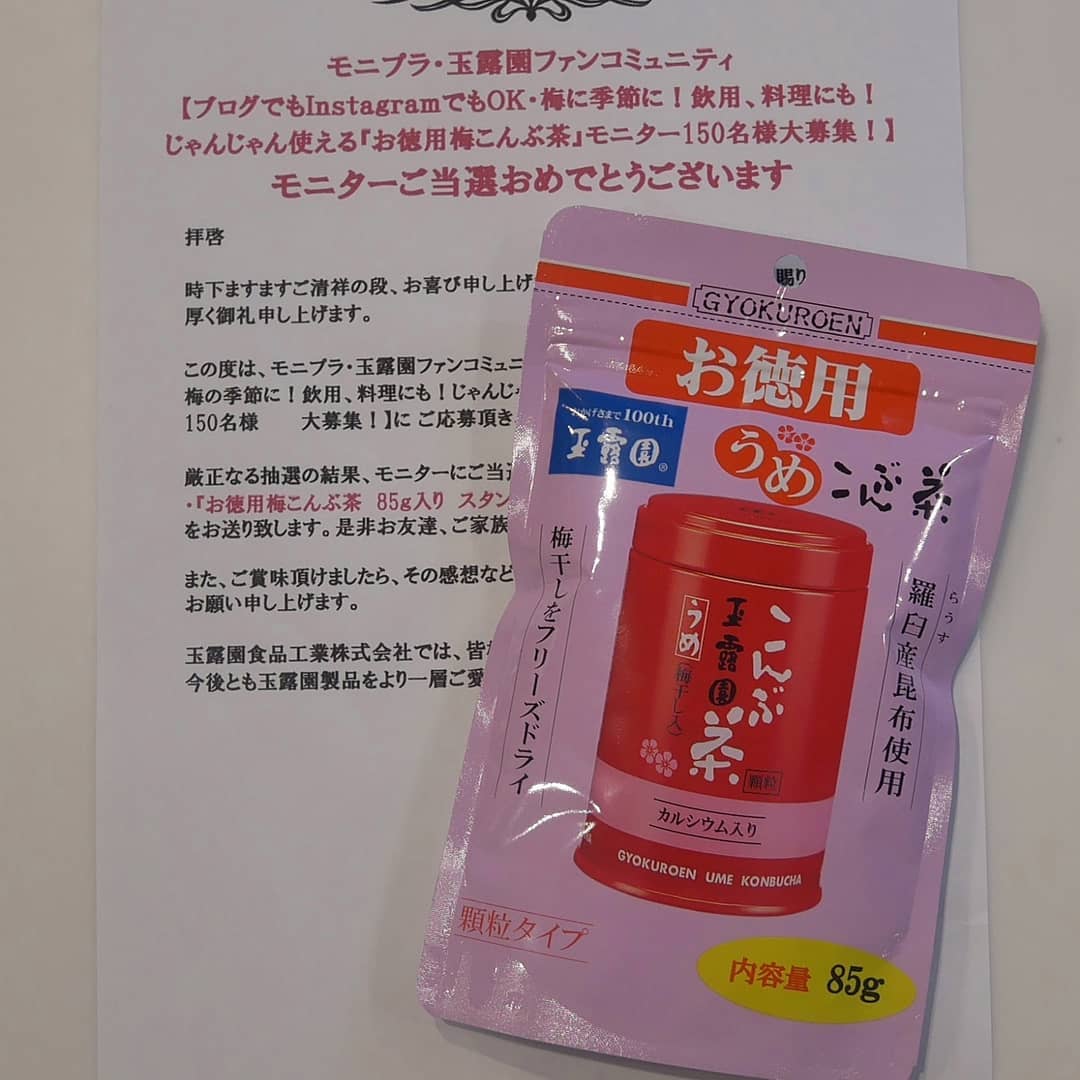 モニプラ・玉露園ファンコミュニティ
【ブログでもInstagramでもOK・梅に季節に！飲用、料理にも！
じゃんじゃん使える『お徳用梅こんぶ茶』モニター150名様大募集！】
モニターご当選おめでとうございます
拝啓
時下ますますご清祥の段、お喜び申し上げ
厚く御礼申し上げます。
この度は、モニプラ・玉露園ファンコミュニ
梅の季節に！飲用、料理にも！じゃんじ
150名様　　大募集！】に ご応募頂き
厳正なる抽選の結果、モニターにご当
・『お徳用梅こんぶ茶 85g入り スタン
をお送り致します。是非お友達、ご家族
また、ご賞味頂けましたら、その感想など
お願い申し上げます。
玉露園食品工業株式会社では、皆
今後とも玉露園製品をより一層ご愛
賜り
GYOKUROEN
お徳用
おかげさまで 100th
玉露園®
うめ こんぶ茶
羅臼産昆布使用
らうす
梅干しをフリーズドライ
こんぶ茶
玉露園
うめ
(梅干し入)
顆粒
カルシウム入り
GYOKUROEN UME KONBUCHA
顆粒タイプ
内容量 85g